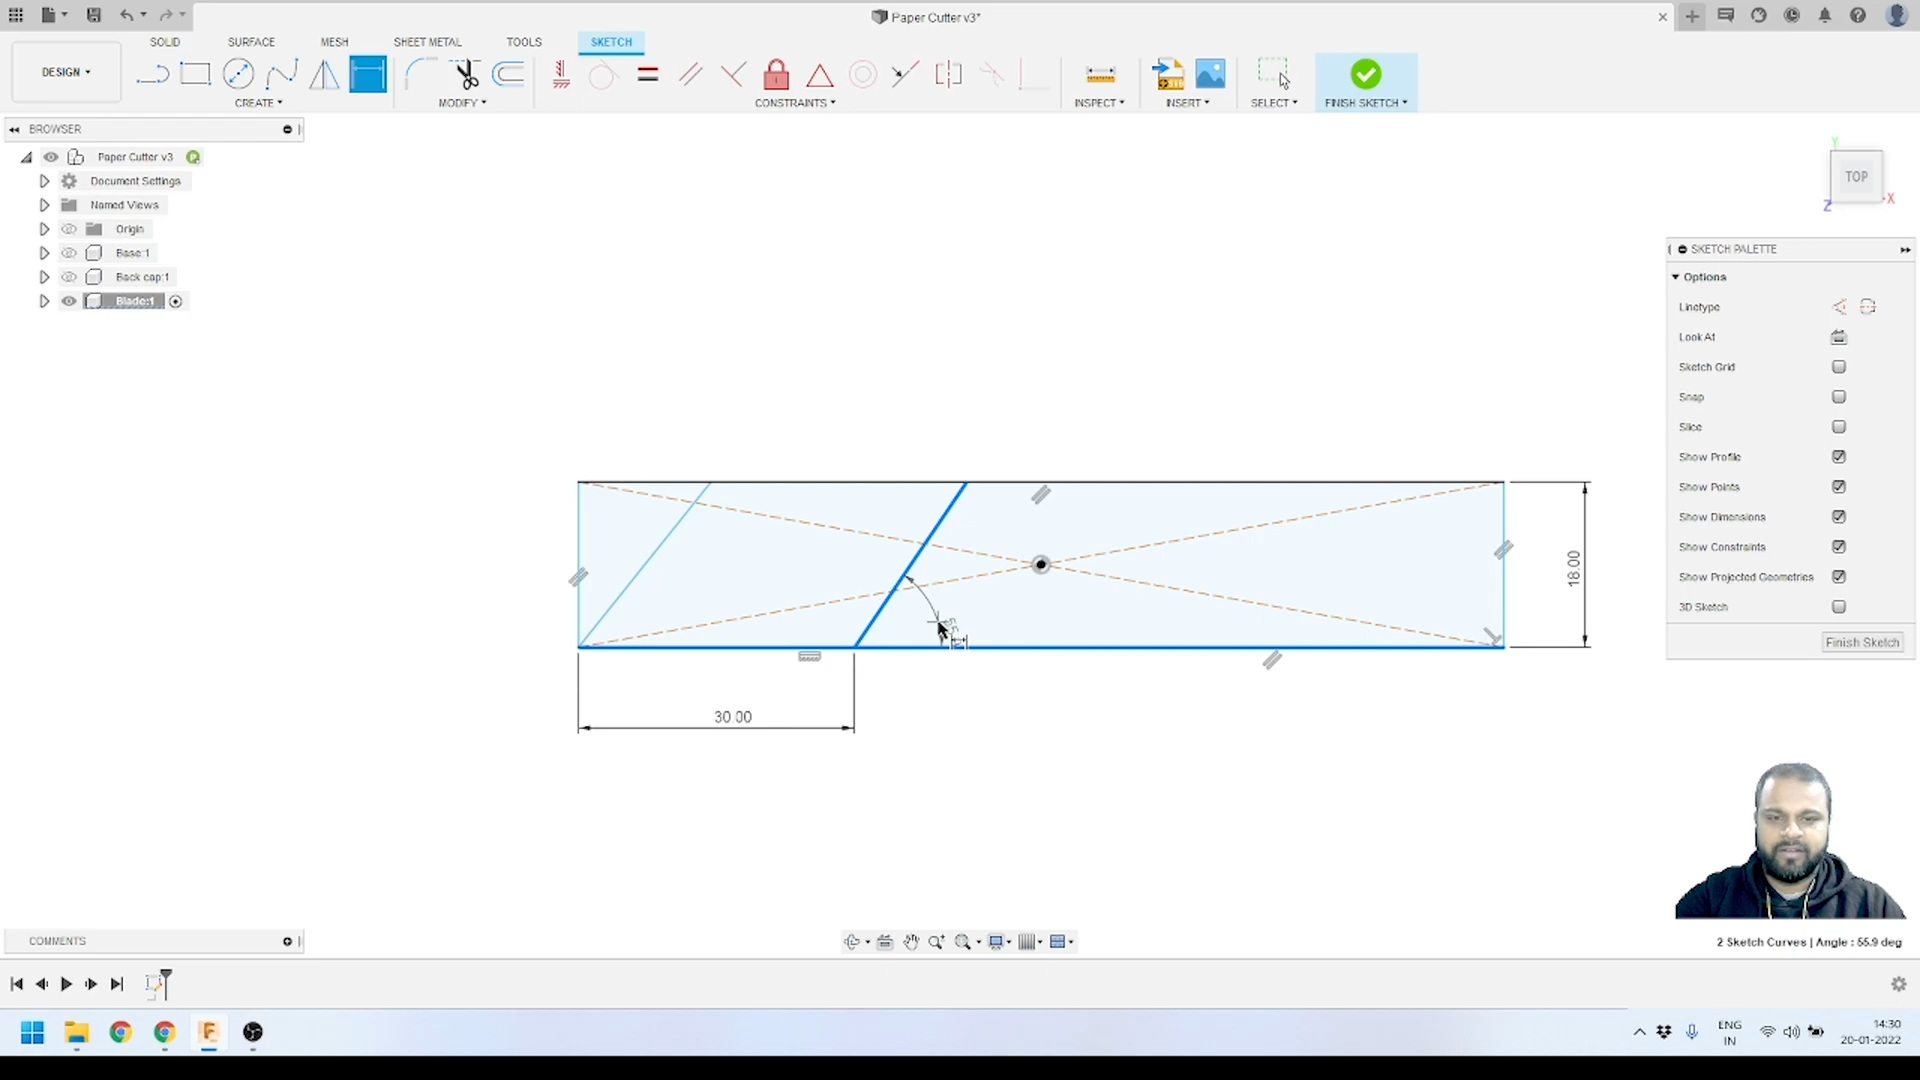 Paper Cutter v3*
SOLID
SURFACE
MESH
SHEET METAL
TOOLS
SKETCH
DESIGN
CREATE
MODIFY
CONSTRAINTS
INSPECT
INSERT
SELECT
FINISH SKETCH
BROWSER
Paper Cutter v3
P
Document Settings
Named Views
Origin
Base:1
Back cap:1
Blade:1
Y
TOP
X
Z
SKETCH PALETTE
Options
Linetype
Look At
Sketch Grid
Snap
Slice
Show Profile
Show Points
Show Dimensions
Show Constraints
Show Projected Geometries
3D Sketch
Finish Sketch
18.00
30.00
COMMENTS
2 Sketch Curves | Angle : 55.9 deg
F
ENG
IN
14:30
20-01-2022